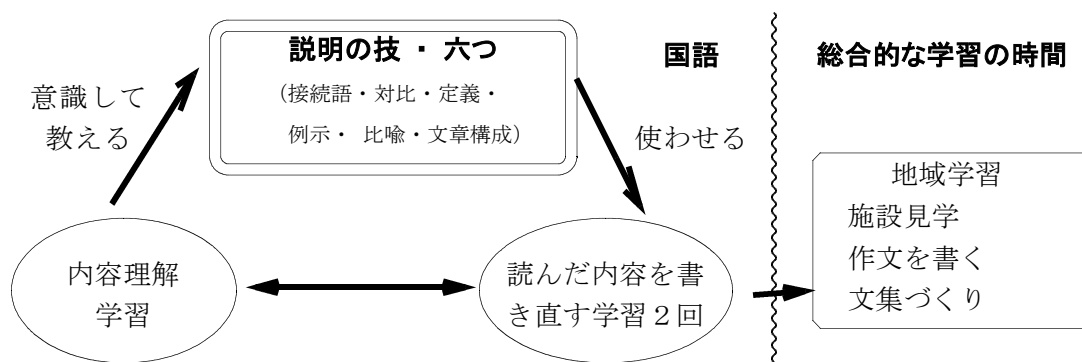 説明の技 ・ 六つ
(接続語・対比・定義・
例示・ 比喩・文章構成)
国語
総合的な学習の時間
意識して
教える
使わせる
内容理解
学習
読んだ内容を書
き直す学習２回
地域学習
施設見学
作文を書く
文集づくり